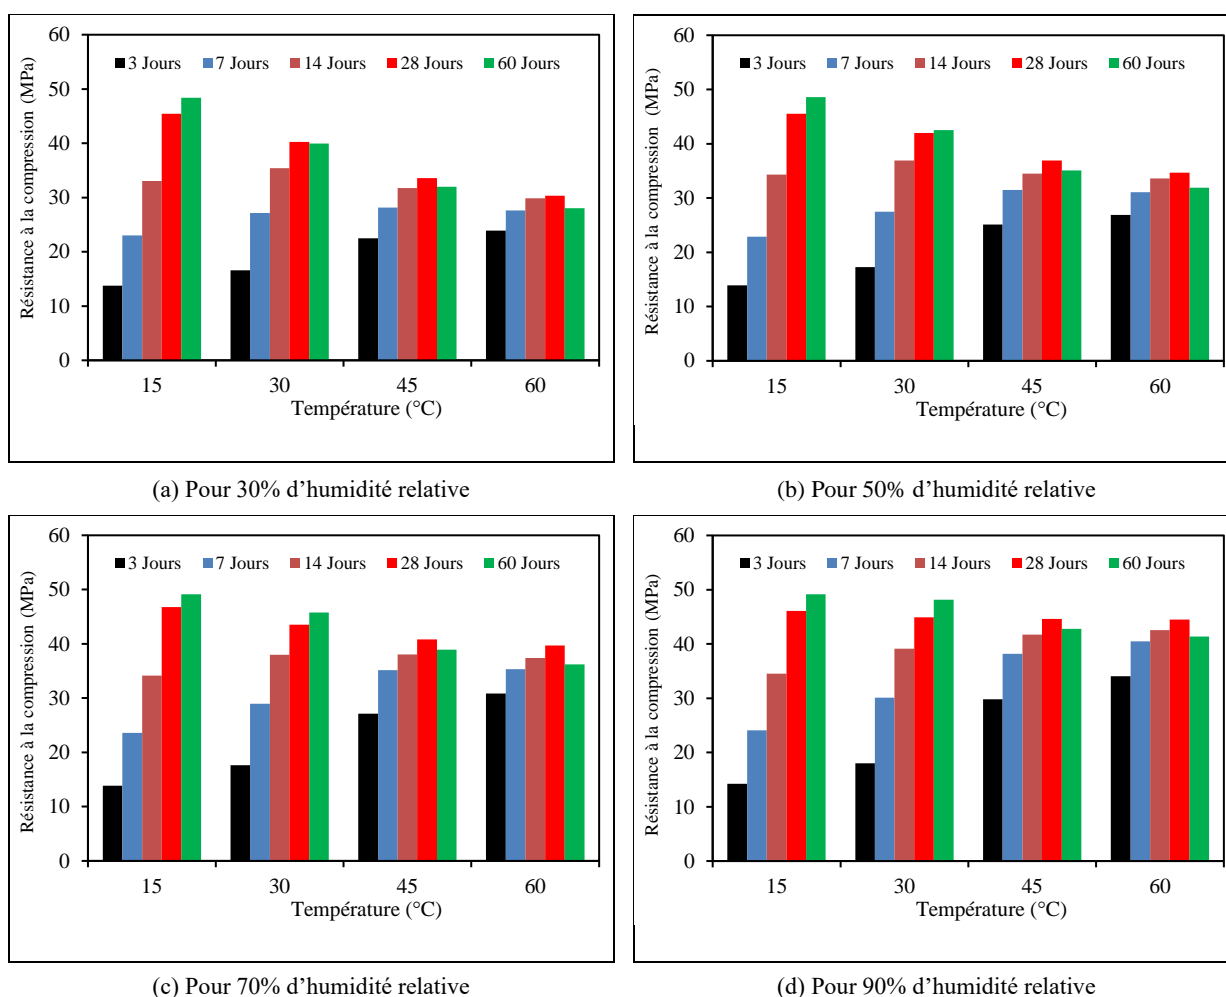 Résistance à la compression (MPa)
60
50
40
30
20
10
0
3 Jours 7 Jours 14 Jours 28 Jours 60 Jours
15 30 45 60
Température (°C)
(a) Pour 30% d’humidité relative
Résistance à la compression (MPa)
60
50
40
30
20
10
0
3 Jours 7 Jours 14 Jours 28 Jours 60 Jours
15 30 45 60
Température (°C)
(b) Pour 50% d’humidité relative
Résistance à la compression (MPa)
60
50
40
30
20
10
0
3 Jours 7 Jours 14 Jours 28 Jours 60 Jours
15 30 45 60
Température (°C)
(c) Pour 70% d’humidité relative
Résistance à la compression (MPa)
60
50
40
30
20
10
0
3 Jours 7 Jours 14 Jours 28 Jours 60 Jours
15 30 45 60
Température (°C)
(d) Pour 90% d’humidité relative